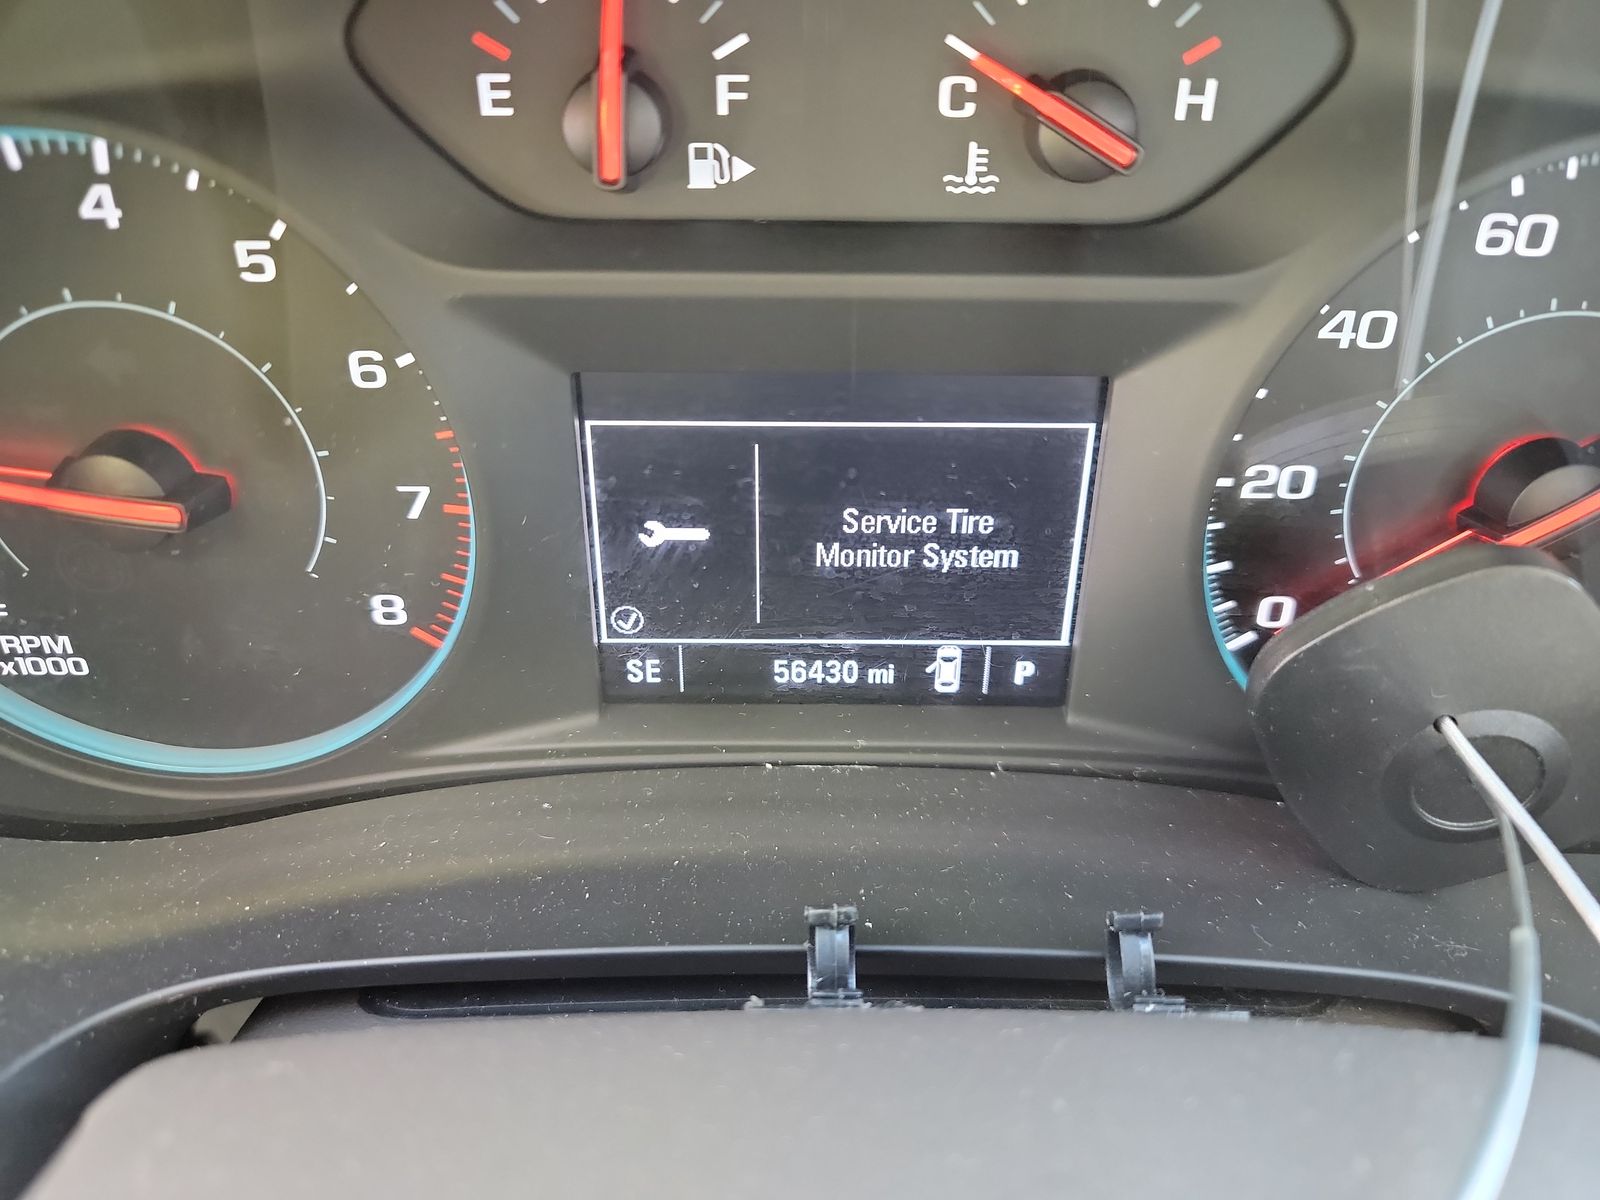 E F
C H
4
5
6
7
8
RPM
x1000
60
40
20
0
Service Tire
Monitor System
SE 56430 mi P